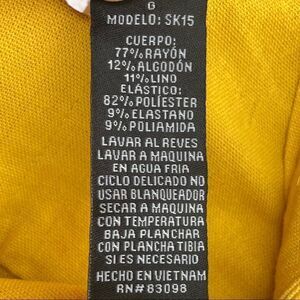 G
MODELO: SK15
CUERPO:
77% RAYÓN
12% ALGODÓN
11% LINO
ELÁSTICO:
82% POLIESTER
9% ELASTANO
9% POLIAMIDA
LAVAR AL REVES
LAVAR A MAQUINA
EN AGUA FRIA
CICLO DELICADO NO
USAR BLANQUEADOR
SECAR A MAQUINA
CON TEMPERATURA
BAJA PLANCHAR
CON PLANCHA TIBIA
SI ES NECESARIO
HECHO EN VIETNAM
RN# 83098